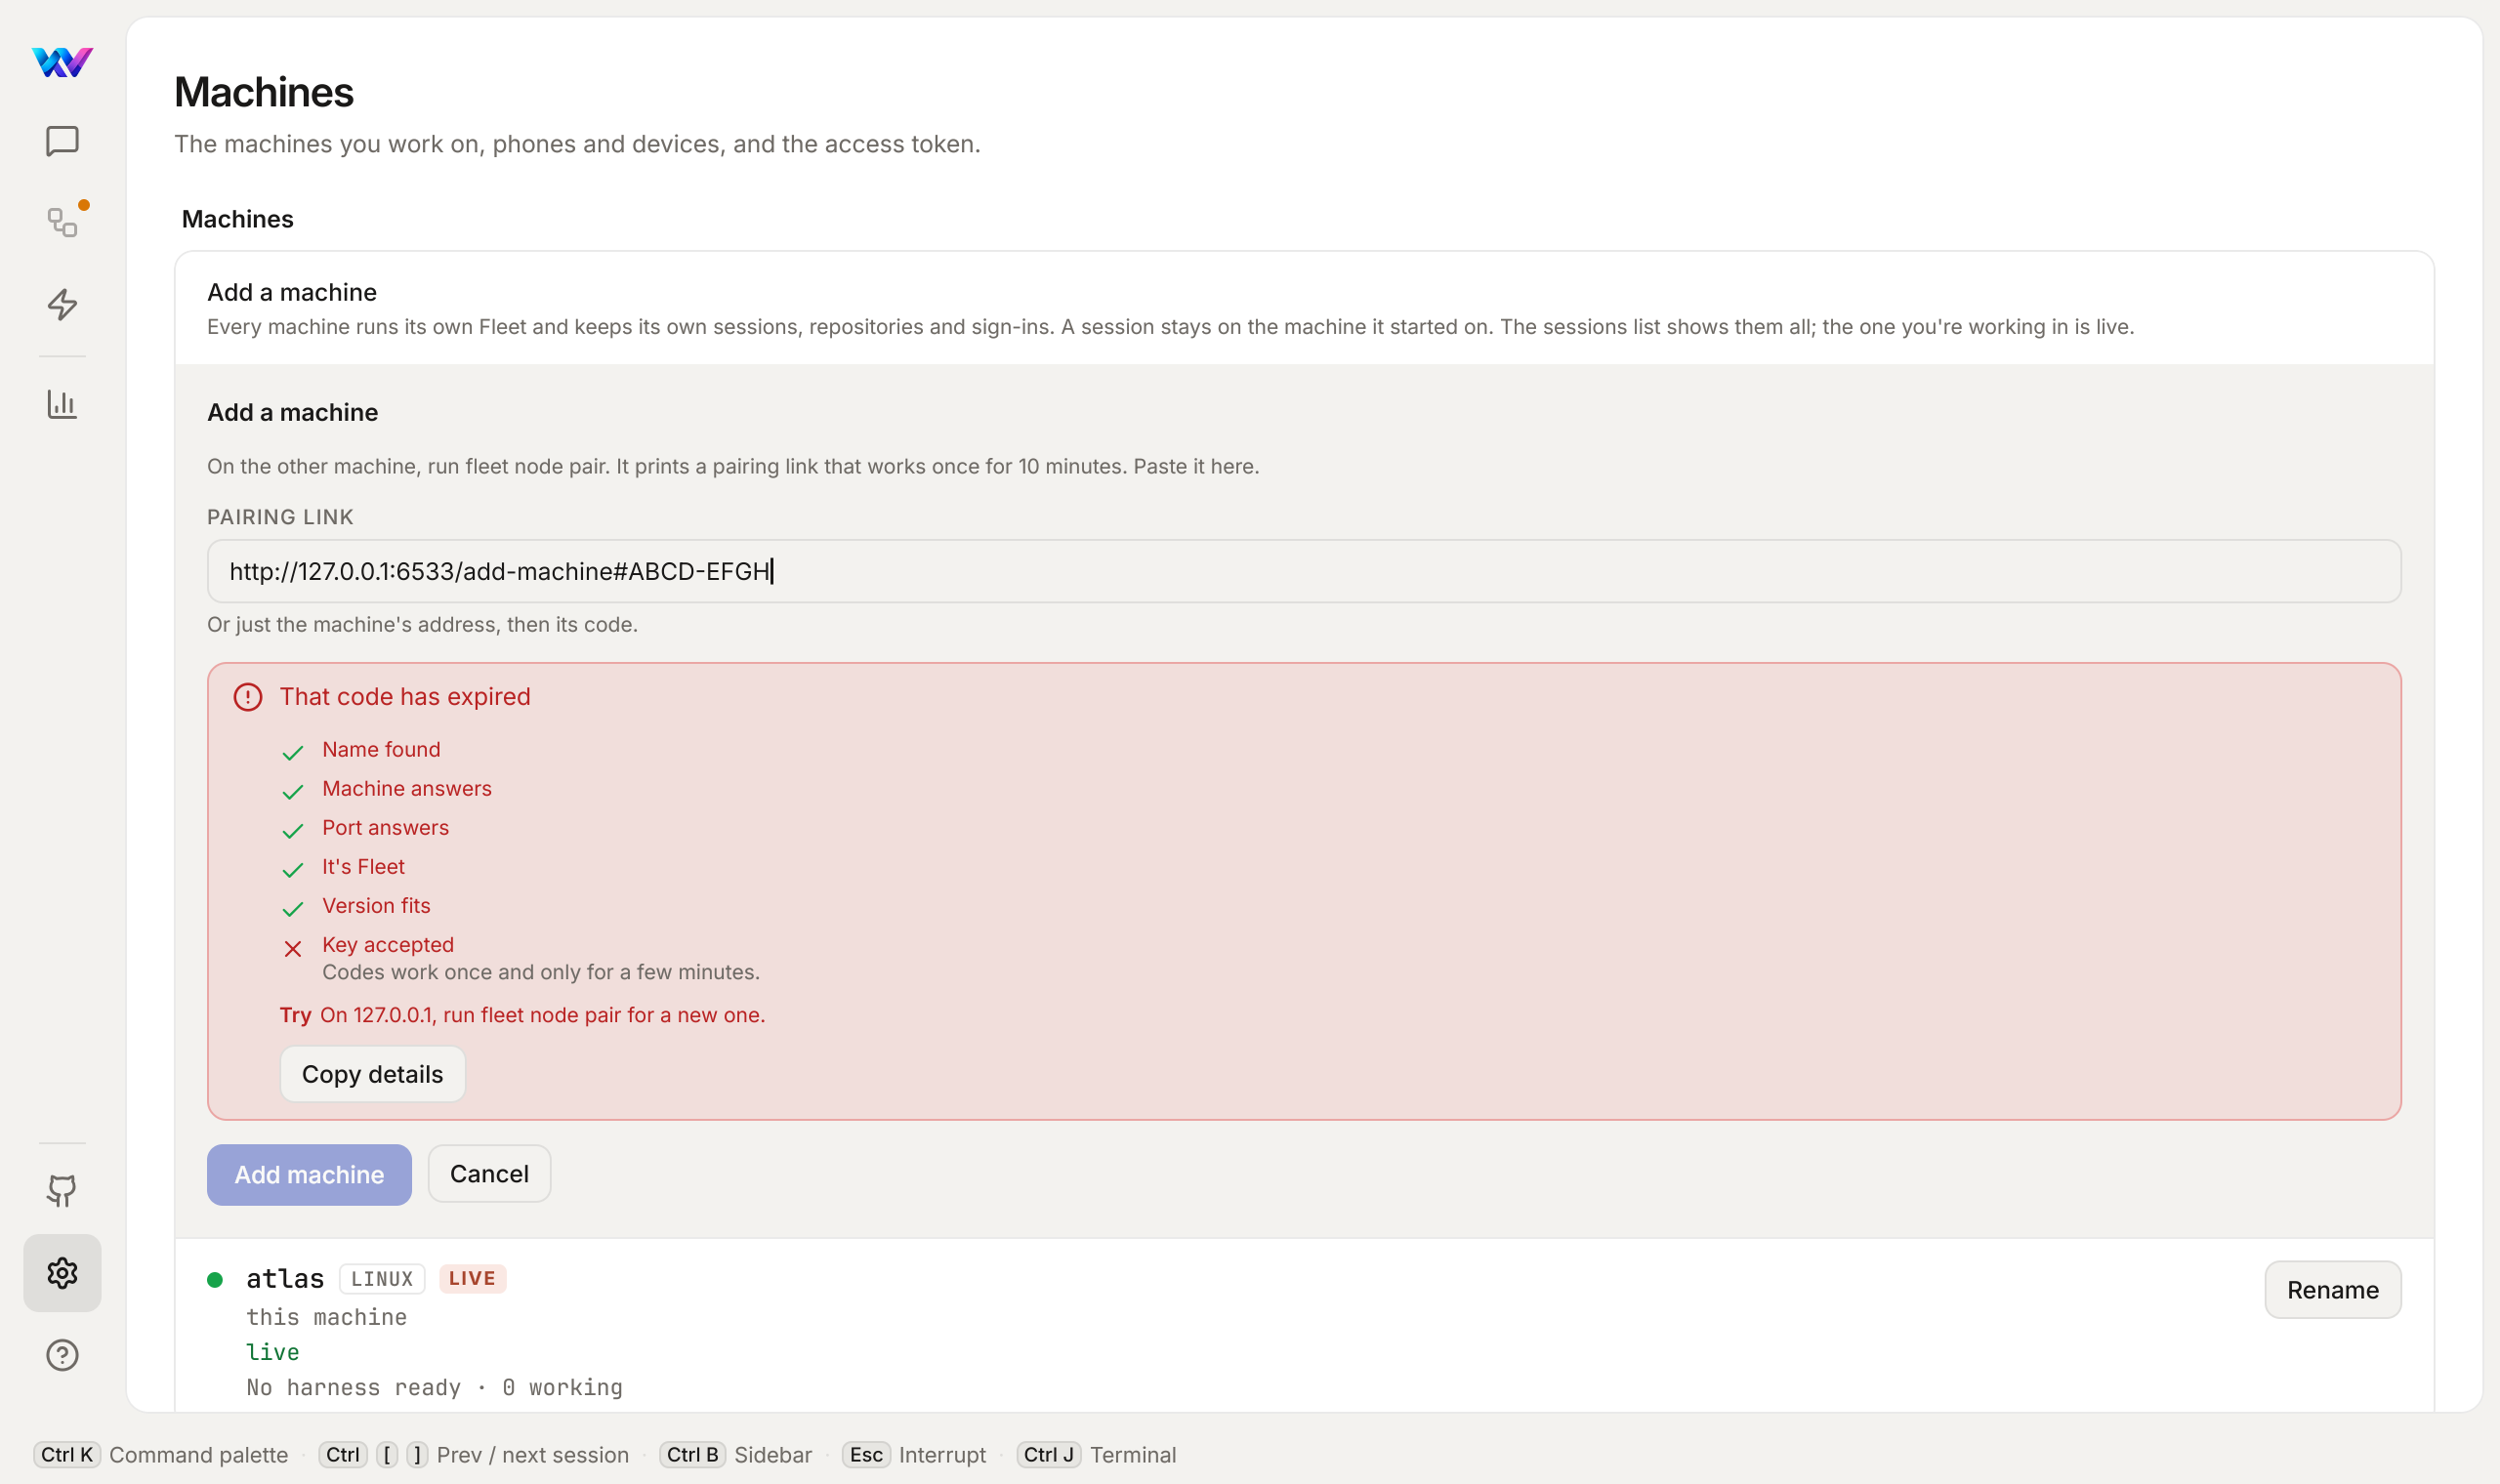 Machines
The machines you work on, phones and devices, and the access token.
Machines
Add a machine
Every machine runs its own Fleet and keeps its own sessions, repositories and sign-ins. A session stays on the machine it started on. The sessions list shows them all; the one you're working in is live.
Add a machine
On the other machine, run fleet node pair. It prints a pairing link that works once for 10 minutes. Paste it here.
PAIRING LINK
http://127.0.0.1:6533/add-machine#ABCD-EFGH
Or just the machine's address, then its code.
That code has expired
Name found
Machine answers
Port answers
It's Fleet
Version fits
Key accepted
Codes work once and only for a few minutes.
Try On 127.0.0.1, run fleet node pair for a new one.
Copy details
Add machine Cancel
atlas LINUX LIVE Rename
this machine
live
No harness ready · 0 working
Ctrl K Command palette · Ctrl [ ] Prev / next session · Ctrl B Sidebar · Esc Interrupt · Ctrl J Terminal